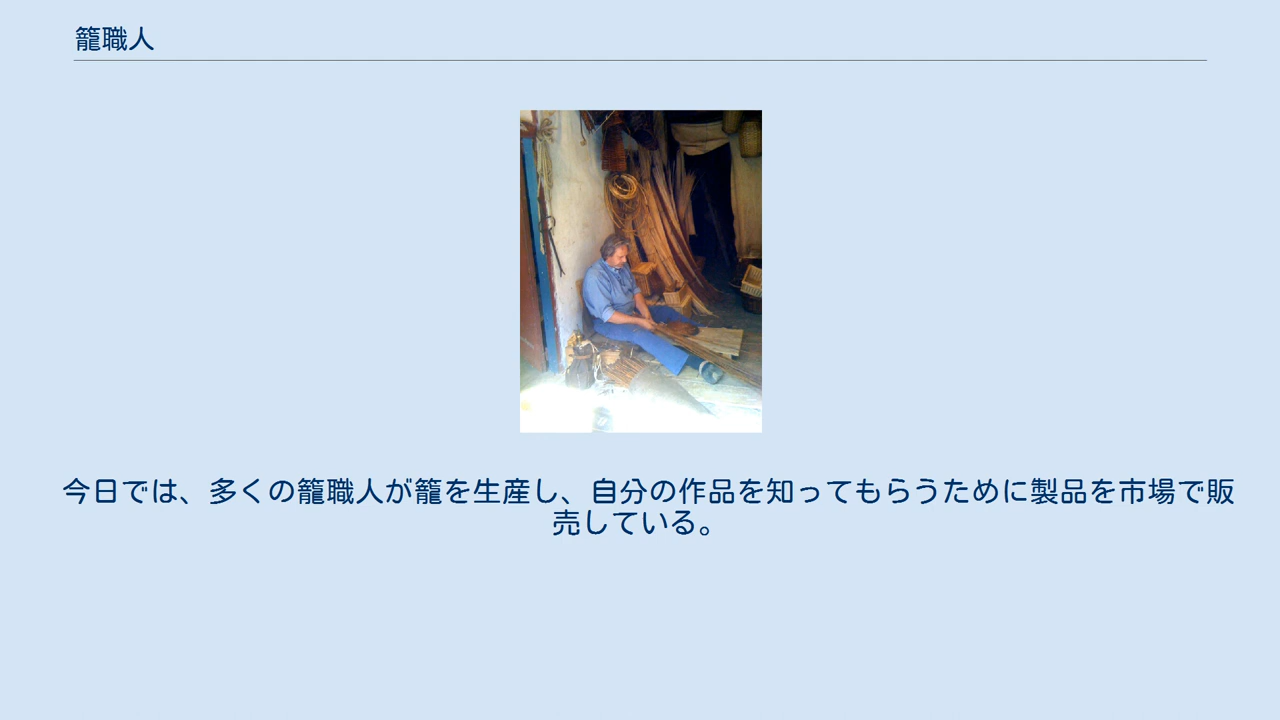 籠職人
今日では、多くの籠職人が籠を生産し、自分の作品を知ってもらうために製品を市場で販
売している。